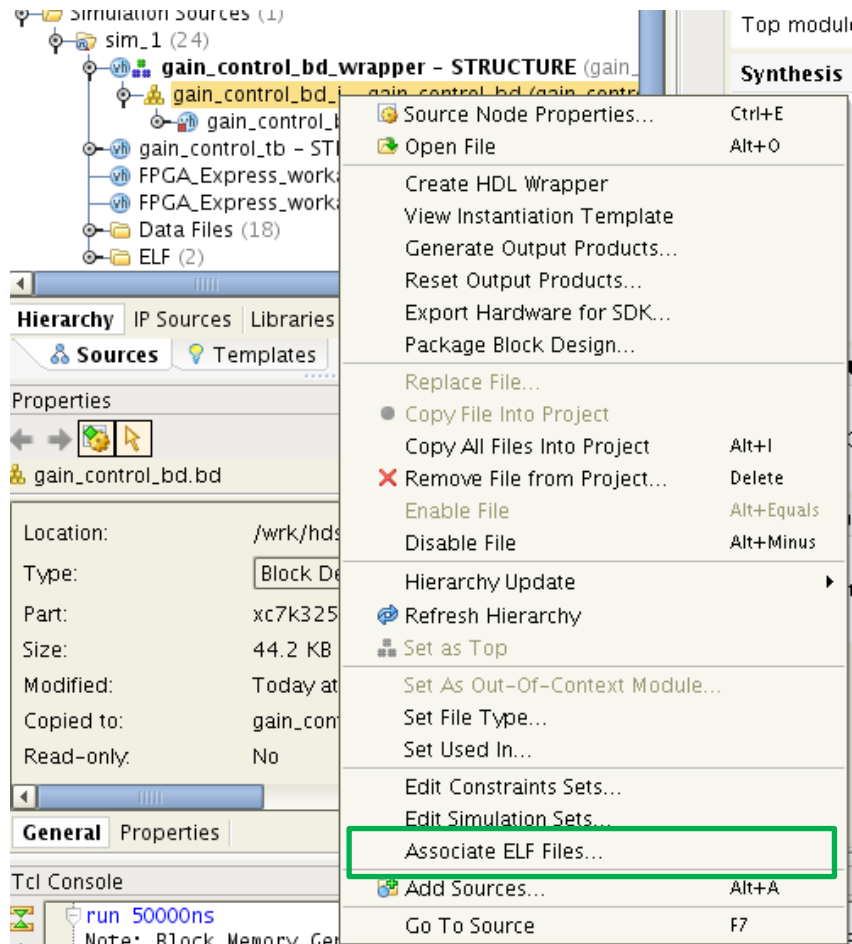 Simulation Sources (1)
sim_1 (24)
gain_control_bd_wrapper - STRUCTURE (gain_
gain_control_bd_i - gain_control_bd (gain_contro
gain_control_b
gain_control_tb - STR
FPGA_Express_worka
FPGA_Express_worka
Data Files (18)
ELF (2)
Hierarchy IP Sources Libraries
Sources Templates
Properties
gain_control_bd.bd
Location: /wrk/hds
Type: Block De
Part: xc7k325
Size: 44.2 KB
Modified: Today at
Copied to: gain_con
Read-only: No
General Properties
Tcl Console
run 50000ns
Note: Block Memory Gen
Top module
Synthesis
Source Node Properties... Ctrl+E
Open File Alt+O
Create HDL Wrapper
View Instantiation Template
Generate Output Products...
Reset Output Products...
Export Hardware for SDK...
Package Block Design...
Replace File...
Copy File Into Project
Copy All Files Into Project Alt+I
Remove File from Project... Delete
Enable File Alt+Equals
Disable File Alt+Minus
Hierarchy Update
Refresh Hierarchy
Set as Top
Set As Out-Of-Context Module...
Set File Type...
Set Used In...
Edit Constraints Sets...
Edit Simulation Sets...
Associate ELF Files...
Add Sources... Alt+A
Go To Source F7